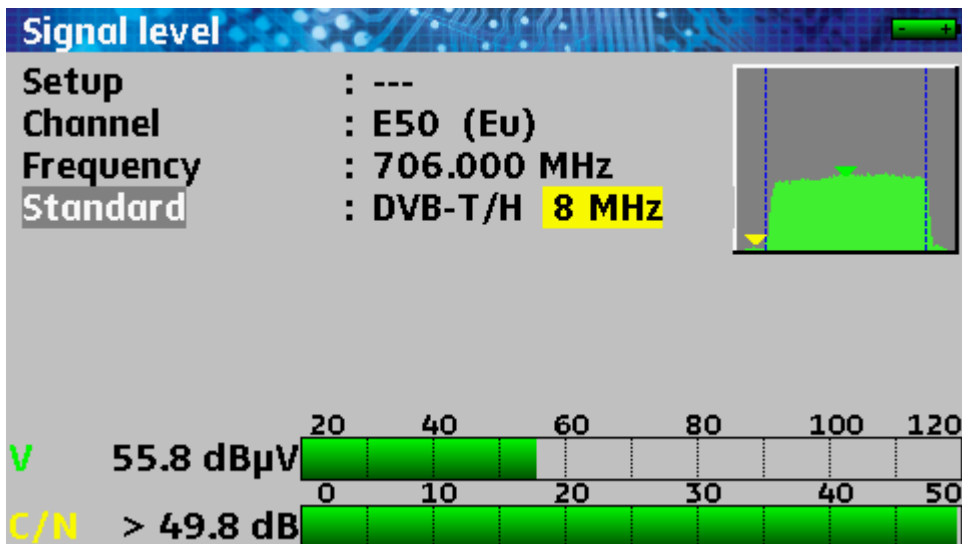 Signal level
Setup : ---
Channel : E50 (Eu)
Frequency : 706.000 MHz
Standard : DVB-T/H 8 MHz
20 40 60 80 100 120
V 55.8 dBµV
0 10 20 30 40 50
C/N > 49.8 dB